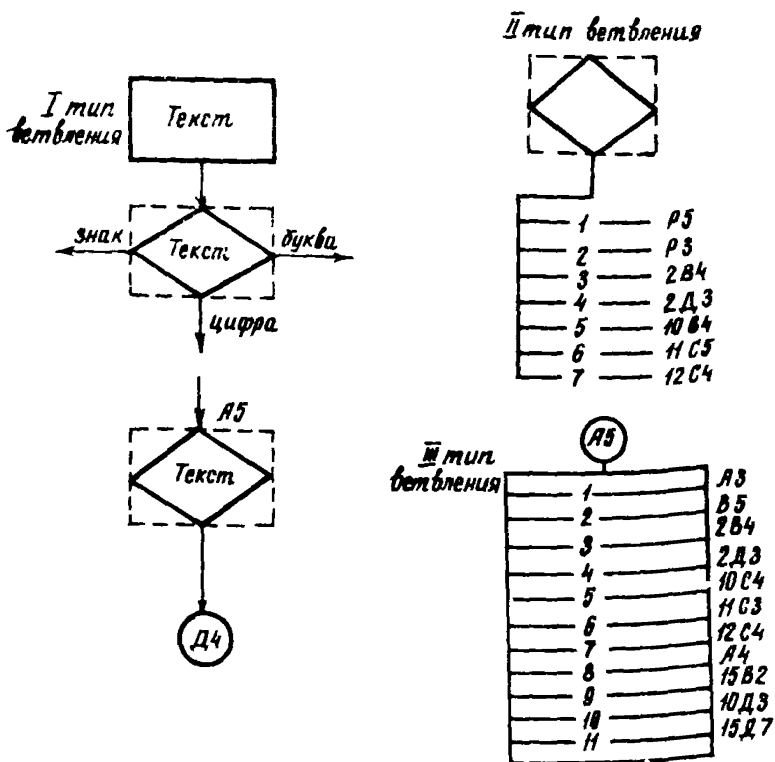 I тип
ветвления
Текст
знак
Текст
буква
цифра
А5
Текст
Д4
II тип ветвления
1 Р5
2 Р3
3 2В4
4 2Д3
5 10В4
6 11С5
7 12С4
III тип
ветвления
А5
1 А3
2 В5
3 2В4
4 2Д3
5 10С4
6 11С3
7 12С4
8 А4
9 15В2
10 10Д3
11 15Д7